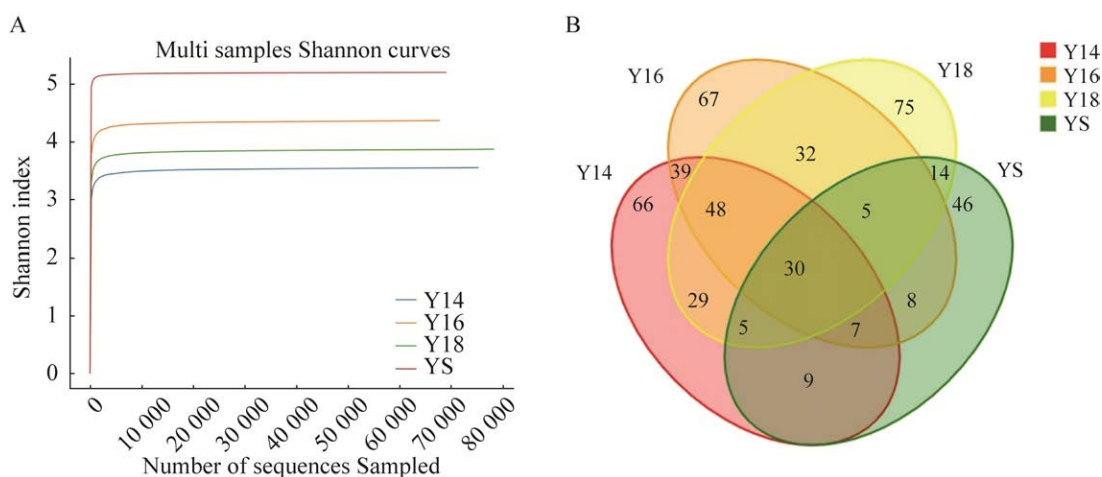 A
Multi samples Shannon curves
5
4
3
2
1
0
Shannon index
Y14
Y16
Y18
YS
0
10 000
20 000
30 000
40 000
50 000
60 000
70 000
80 000
Number of sequences Sampled
B
Y14
Y16
Y18
YS
Y16
Y18
Y14
YS
67
75
32
39
14
66
48
5
46
30
29
8
5
7
9